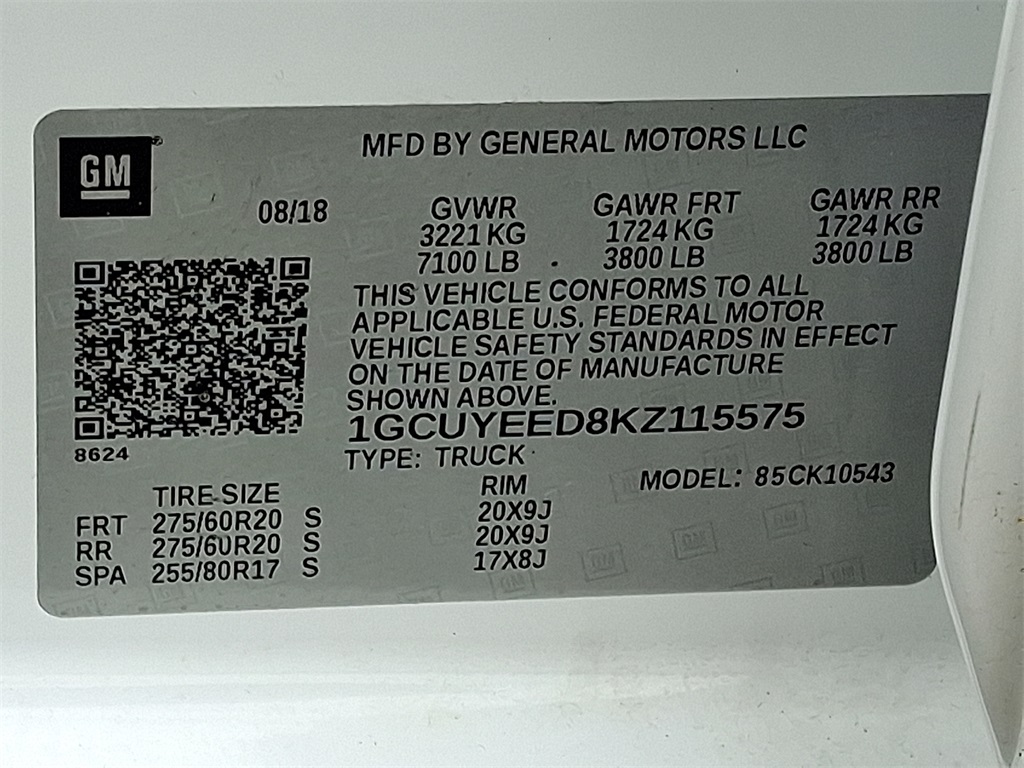 GM
MFD BY GENERAL MOTORS LLC
08/18
GVWR
3221 KG
7100 LB
GAWR FRT
1724 KG
3800 LB
GAWR RR
1724 KG
3800 LB
THIS VEHICLE CONFORMS TO ALL
APPLICABLE U.S. FEDERAL MOTOR
VEHICLE SAFETY STANDARDS IN EFFECT
ON THE DATE OF MANUFACTURE
SHOWN ABOVE.
1GCUYEED8KZ115575
8624
TYPE: TRUCK
MODEL: 85CK10543
TIRE SIZE RIM
FRT 275/60R20 S 20X9J
RR 275/60R20 S 20X9J
SPA 255/80R17 S 17X8J